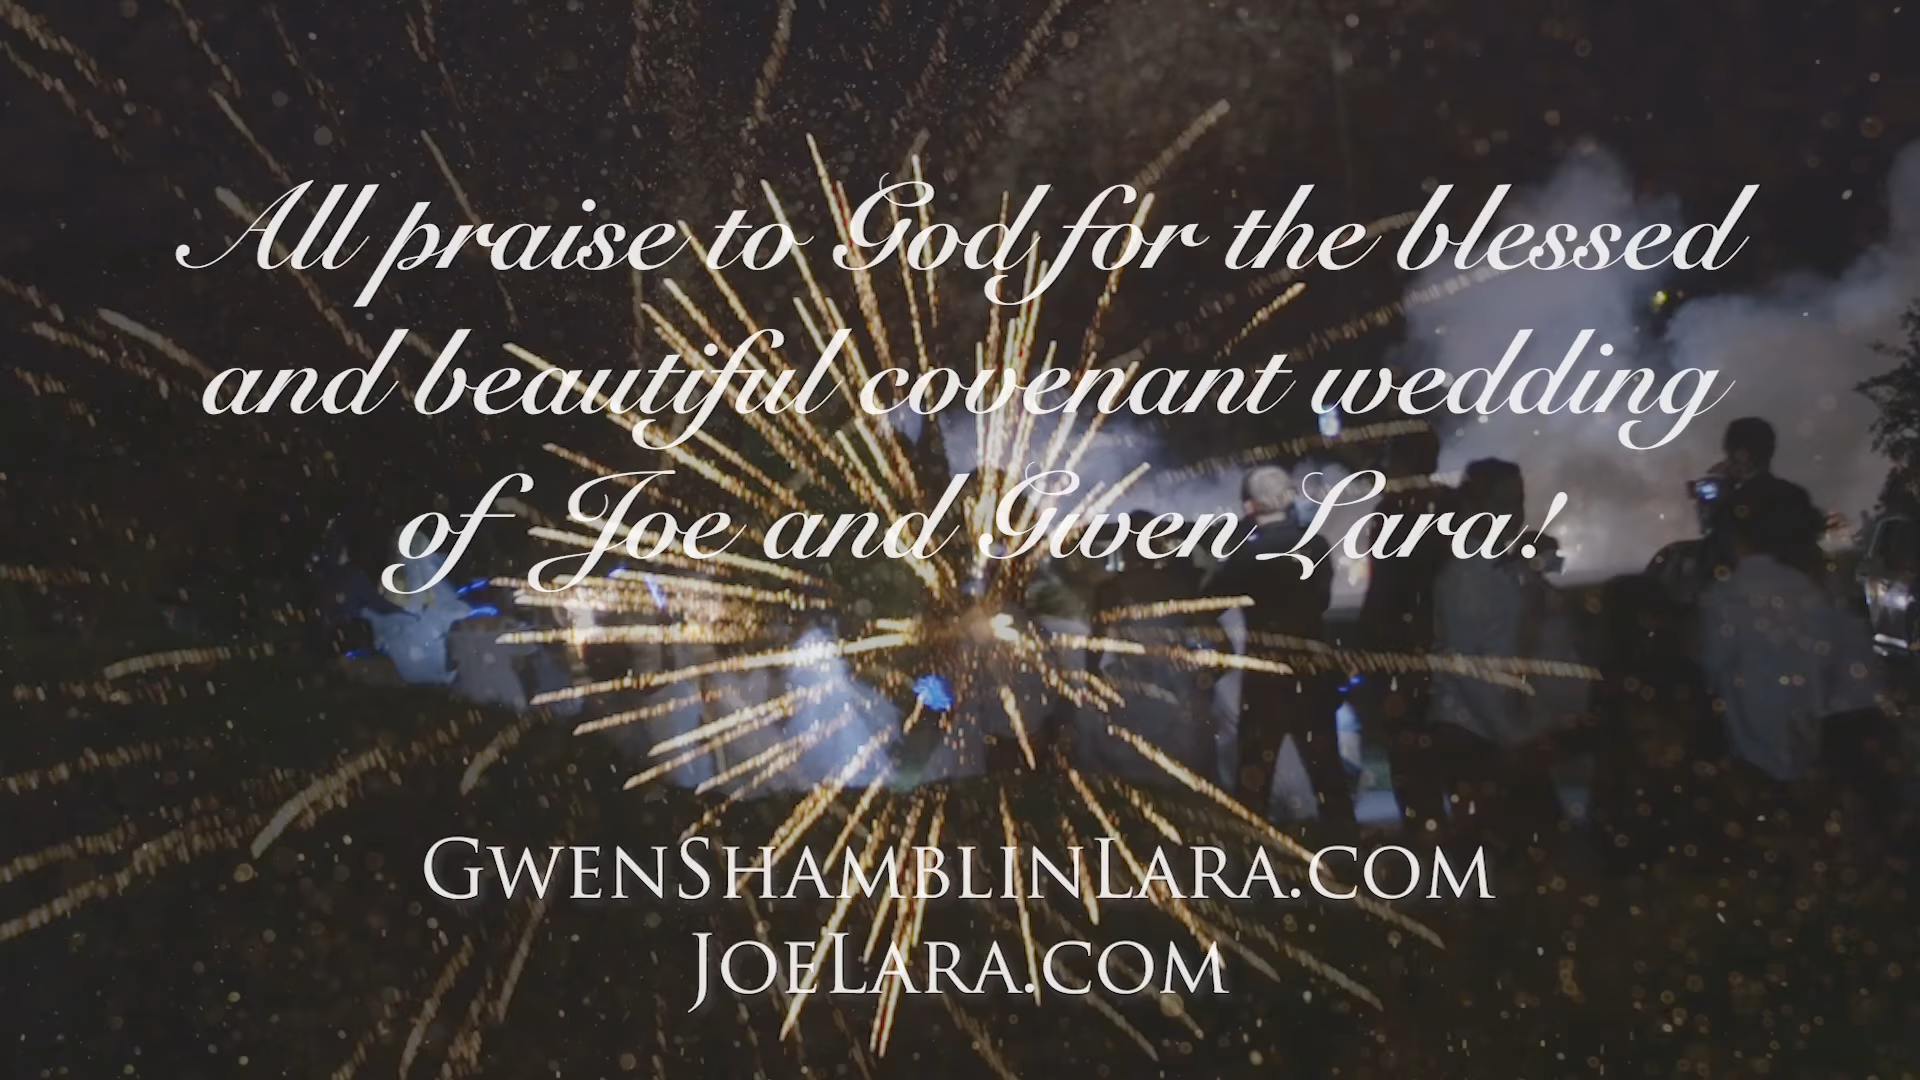 All praise to God for the blessed
and beautiful covenant wedding
of Joe and Gwen Lara!
GwenShamblinLara.com
JoeLara.com